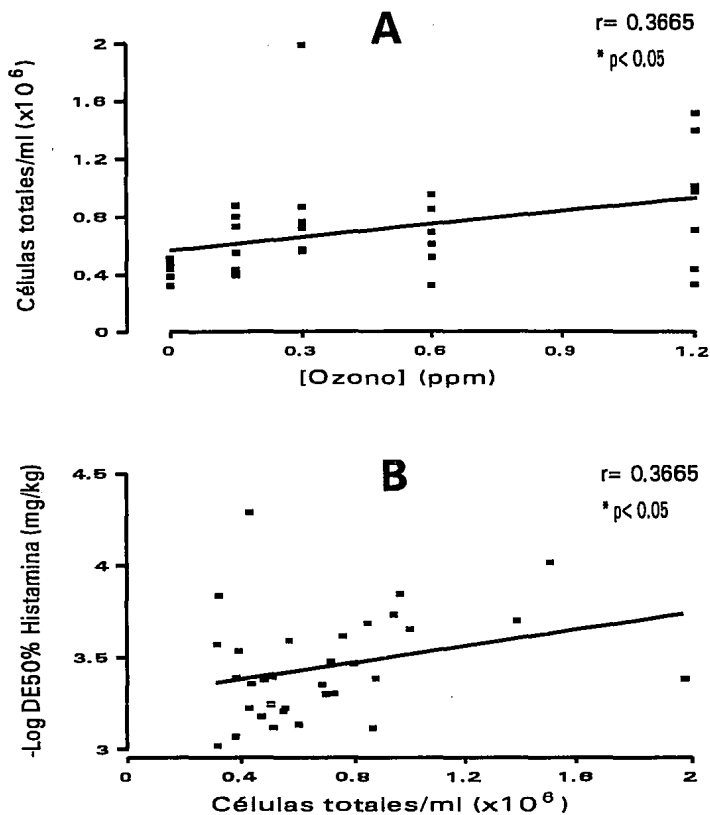 A
r= 0.3665
* p< 0.05
Células totales/ml (x10⁶)
2
1.6
1.2
0.8
0.4
0
0 0.3 0.6 0.9 1.2
[Ozono] (ppm)
B
r= 0.3665
* p< 0.05
-Log DE50% Histamina (mg/kg)
4.5
4
3.5
3
0 0.4 0.8 1.2 1.6 2
Células totales/ml (x10⁶)